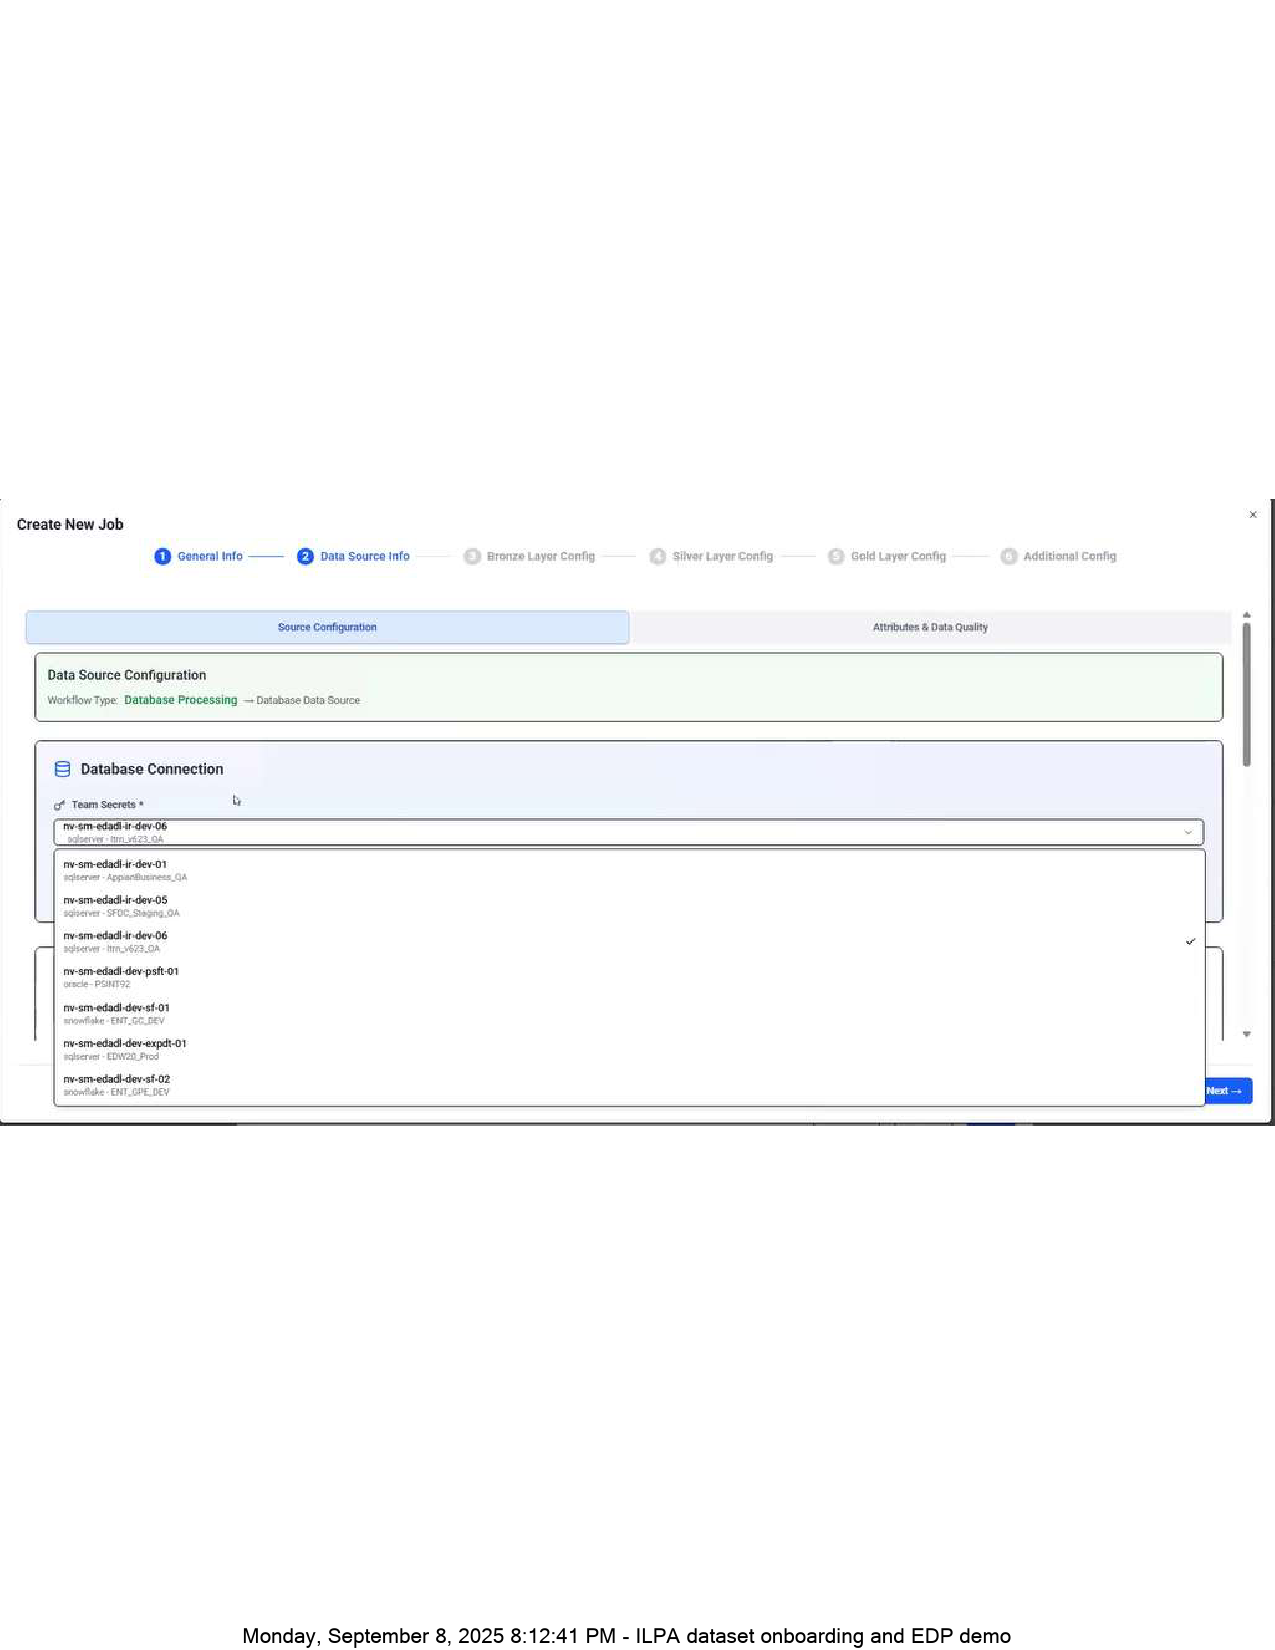 Create New Job
×
1 General Info
2 Data Source Info
3 Bronze Layer Config
4 Silver Layer Config
5 Gold Layer Config
6 Additional Config
Source Configuration
Attributes & Data Quality
Data Source Configuration
Workflow Type: Database Processing → Database Data Source
Database Connection
Team Secrets *
nv-sm-edadl-ir-dev-06
sqlserver - ltrn_v623_QA
nv-sm-edadl-ir-dev-01
sqlserver - AppianBusiness_QA
nv-sm-edadl-ir-dev-05
sqlserver - SFDC_Staging_QA
nv-sm-edadl-ir-dev-06
sqlserver - ltrn_v623_QA
nv-sm-edadl-dev-psft-01
oracle - PSINT92
nv-sm-edadl-dev-sf-01
snowflake - ENT_GC_DEV
nv-sm-edadl-dev-expdt-01
sqlserver - EDW20_Prod
nv-sm-edadl-dev-sf-02
snowflake - ENT_GPE_DEV
Next →
Monday, September 8, 2025 8:12:41 PM - ILPA dataset onboarding and EDP demo